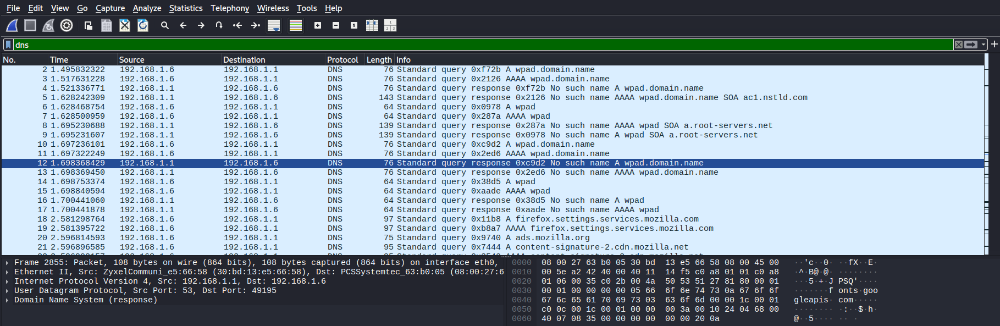 File Edit View Go Capture Analyze Statistics Telephony Wireless Tools Help
dns
No. Time Source Destination Protocol Length Info
2 1.495832322 192.168.1.6 192.168.1.1 DNS 76 Standard query 0xf72b A wpad.domain.name
3 1.517631228 192.168.1.6 192.168.1.1 DNS 76 Standard query 0x2126 AAAA wpad.domain.name
4 1.521336771 192.168.1.1 192.168.1.6 DNS 76 Standard query response 0xf72b No such name A wpad.domain.name
5 1.628242309 192.168.1.1 192.168.1.6 DNS 143 Standard query response 0x2126 No such name AAAA wpad.domain.name SOA ac1.nstld.com
6 1.628468754 192.168.1.6 192.168.1.1 DNS 64 Standard query 0x0978 A wpad
7 1.628500959 192.168.1.6 192.168.1.1 DNS 64 Standard query 0x287a AAAA wpad
8 1.695230688 192.168.1.1 192.168.1.6 DNS 139 Standard query response 0x287a No such name AAAA wpad SOA a.root-servers.net
9 1.695231607 192.168.1.1 192.168.1.6 DNS 139 Standard query response 0x0978 No such name A wpad SOA a.root-servers.net
10 1.697236101 192.168.1.6 192.168.1.1 DNS 76 Standard query 0xc9d2 A wpad.domain.name
11 1.697322249 192.168.1.6 192.168.1.1 DNS 76 Standard query 0x2ed6 AAAA wpad.domain.name
12 1.698368429 192.168.1.1 192.168.1.6 DNS 76 Standard query response 0xc9d2 No such name A wpad.domain.name
13 1.698369450 192.168.1.1 192.168.1.6 DNS 76 Standard query response 0x2ed6 No such name AAAA wpad.domain.name
14 1.698753374 192.168.1.6 192.168.1.1 DNS 64 Standard query 0x38d5 A wpad
15 1.698840594 192.168.1.6 192.168.1.1 DNS 64 Standard query 0xaade AAAA wpad
16 1.700441060 192.168.1.1 192.168.1.6 DNS 64 Standard query response 0x38d5 No such name A wpad
17 1.700441878 192.168.1.1 192.168.1.6 DNS 64 Standard query response 0xaade No such name AAAA wpad
18 2.581298764 192.168.1.6 192.168.1.1 DNS 97 Standard query 0x11b8 A firefox.settings.services.mozilla.com
19 2.581395722 192.168.1.6 192.168.1.1 DNS 97 Standard query 0xb8a7 AAAA firefox.settings.services.mozilla.com
20 2.596814593 192.168.1.6 192.168.1.1 DNS 75 Standard query 0x9740 A ads.mozilla.org
21 2.596896585 192.168.1.6 192.168.1.1 DNS 95 Standard query 0x7444 A content-signature-2.cdn.mozilla.net
Frame 2855: Packet, 108 bytes on wire (864 bits), 108 bytes captured (864 bits) on interface eth0,
Ethernet II, Src: ZyxelCommuni_e5:66:58 (30:bd:13:e5:66:58), Dst: PCSSystemtec_63:b0:05 (08:00:27:6
Internet Protocol Version 4, Src: 192.168.1.1, Dst: 192.168.1.6
User Datagram Protocol, Src Port: 53, Dst Port: 49195
Domain Name System (response)
0000 08 00 27 63 b0 05 30 bd 13 e5 66 58 08 00 45 00 ··'c··0· ··fX··E·
0010 00 5e a2 42 40 00 40 11 14 f5 c0 a8 01 01 c0 a8 ·^·B@·@· ········
0020 01 06 00 35 c0 2b 00 4a 50 53 51 27 81 80 00 01 ···5·+·J PSQ'····
0030 00 01 00 00 00 00 05 66 6f 6e 74 73 0a 67 6f 6f ·······f onts·goo
0040 67 6c 65 61 70 69 73 03 63 6f 6d 00 00 1c 00 01 gleapis· com·····
0050 c0 0c 00 1c 00 01 00 00 00 3a 00 10 24 04 68 00 ········ ·:··$·h·
0060 40 07 08 35 00 00 00 00 00 00 20 0a @··5···· ·· ·